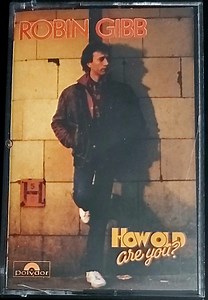 ROBIN GIBB
HOW OLD
are you?
polydor